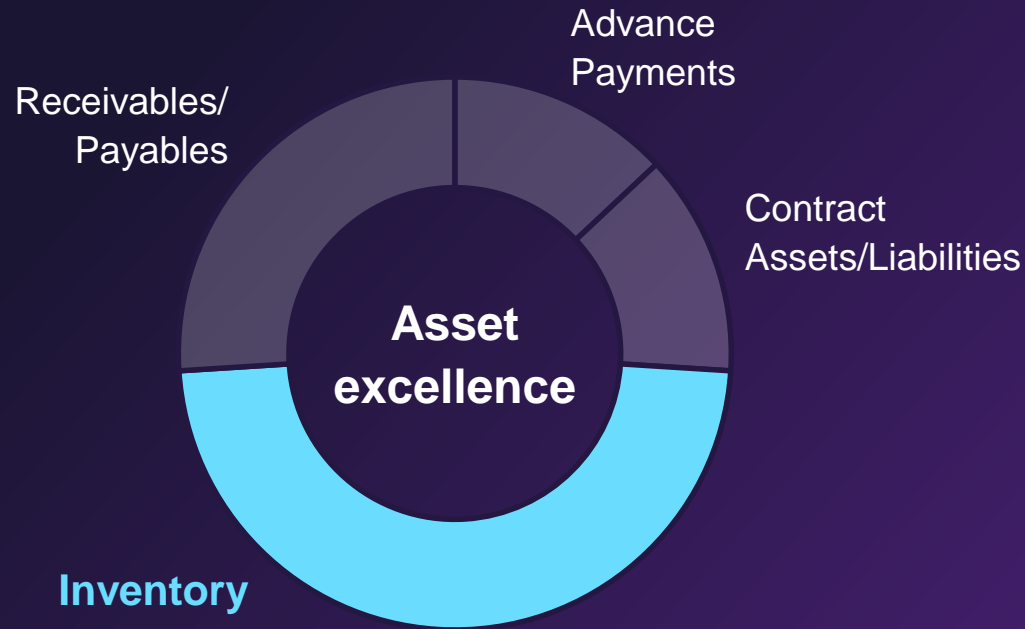 Advance
Payments
Receivables/
Payables
Contract
Assets/Liabilities
Asset
excellence
Inventory